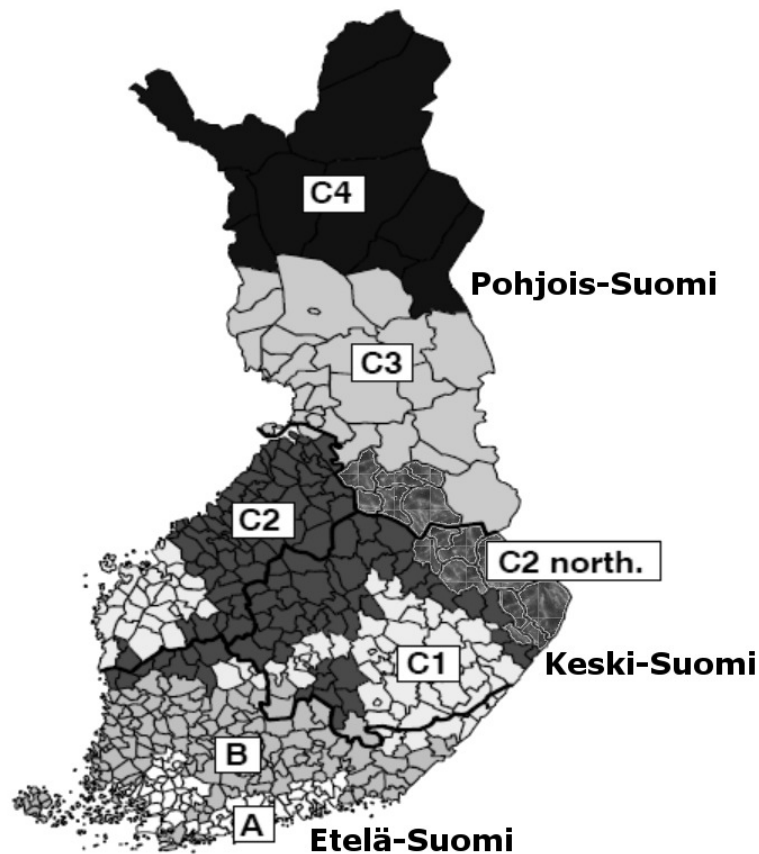 C4
Pohjois-Suomi
C3
C2
C2 north.
C1
Keski-Suomi
B
A
Etelä-Suomi